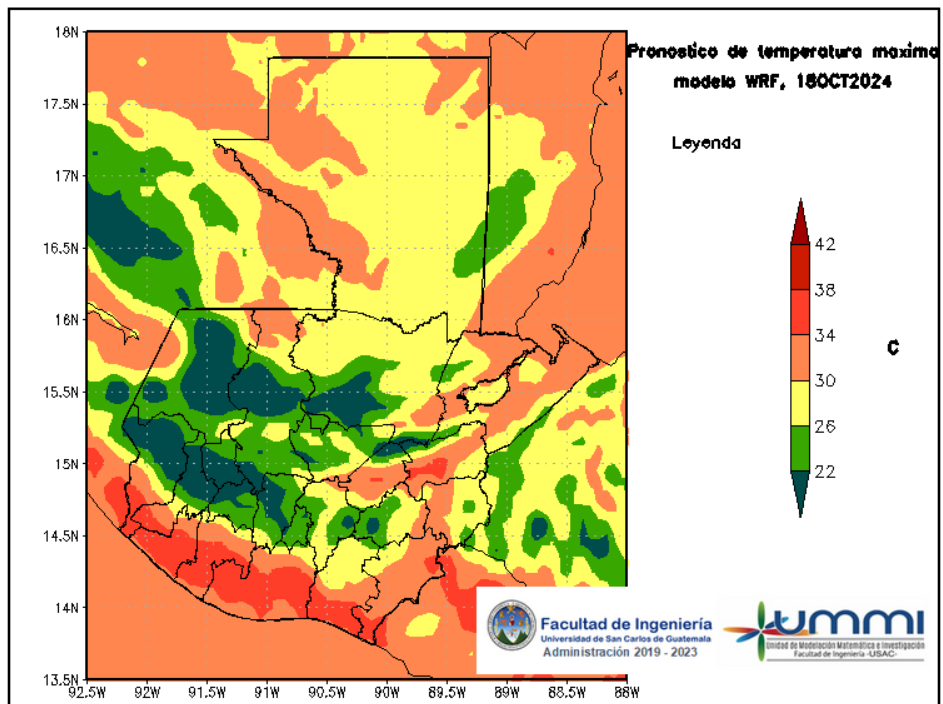 18N
17.5N
17N
16.5N
16N
15.5N
15N
14.5N
14N
13.5N
92.5W
92W
91.5W
91W
90.5W
90W
89.5W
89W
88.5W
88W
Pronostico de temperatura maxima
modelo WRF, 18OCT2024
Leyenda
42
38
34
30
26
22
C
Facultad de Ingeniería
Universidad de San Carlos de Guatemala
Administración 2019 - 2023
UMMI
Unidad de Modelación Matemática e Investigación
Facultad de Ingeniería -USAC-